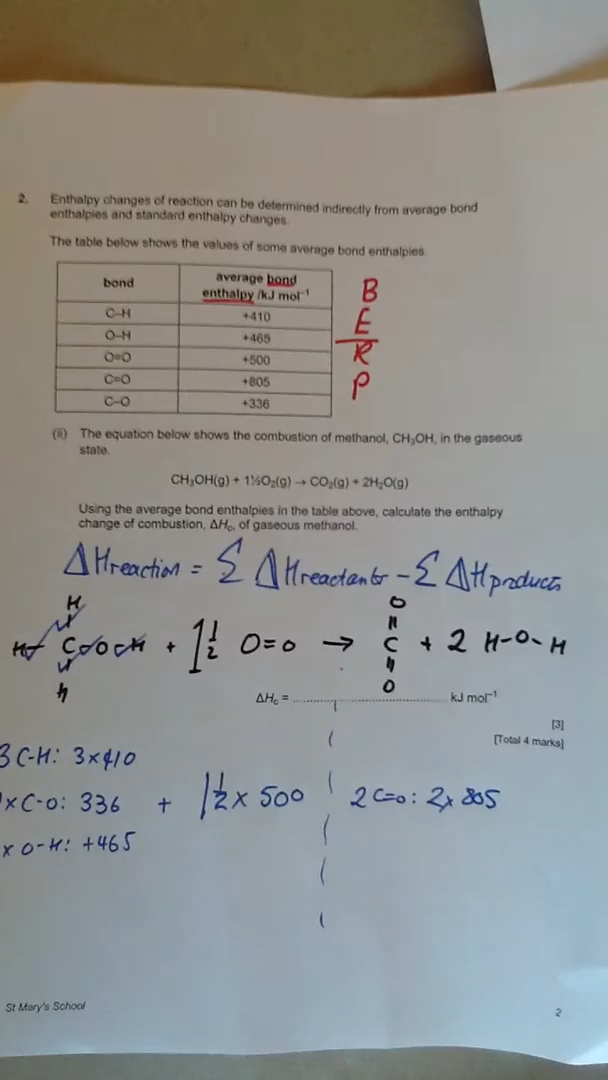 2. Enthalpy changes of reaction can be determined indirectly from average bond
enthalpies and standard enthalpy changes.
The table below shows the values of some average bond enthalpies.
bond
average bond
enthalpy /kJ mol⁻¹
C–H +410
O–H +465
O=O +500
C=O +805
C–O +336
B
E
R
P
(ii) The equation below shows the combustion of methanol, CH₃OH, in the gaseous
state.
CH₃OH(g) + 1½O₂(g) → CO₂(g) + 2H₂O(g)
Using the average bond enthalpies in the table above, calculate the enthalpy
change of combustion, ΔHc, of gaseous methanol.
ΔHreaction = Σ ΔHreactants - Σ ΔHproducts
H
O
H C O H + 1½ O=O → C + 2 H-O-H
H
O
ΔHc = .......................................... kJ mol⁻¹
[3]
[Total 4 marks]
3 C-H: 3x410
x C-O: 336 + 1½ x 500 2 C=O: 2x 805
x O-H: +465
St Mary's School
2